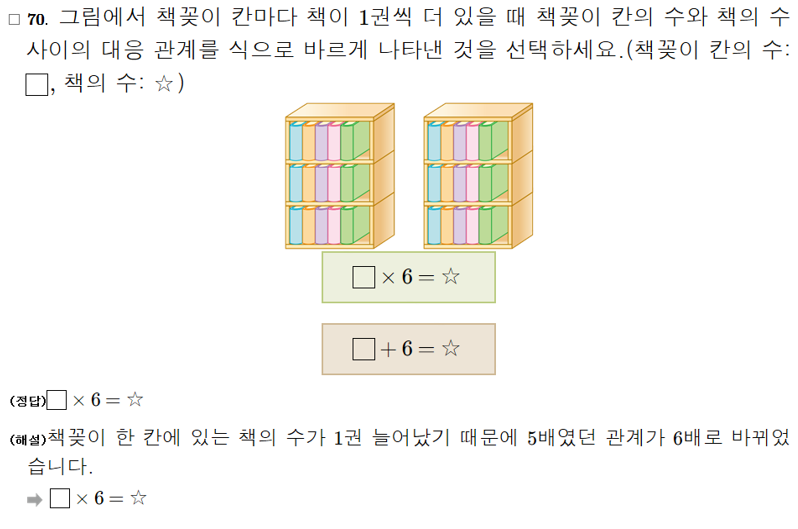 □ 70. 그림에서 책꽂이 칸마다 책이 1권씩 더 있을 때 책꽂이 칸의 수와 책의 수
사이의 대응 관계를 식으로 바르게 나타낸 것을 선택하세요.(책꽂이 칸의 수:
□, 책의 수: ☆)
□ × 6 = ☆
□ + 6 = ☆
(정답) □ × 6 = ☆
(해설) 책꽂이 한 칸에 있는 책의 수가 1권 늘어났기 때문에 5배였던 관계가 6배로 바뀌었
습니다.
➡ □ × 6 = ☆